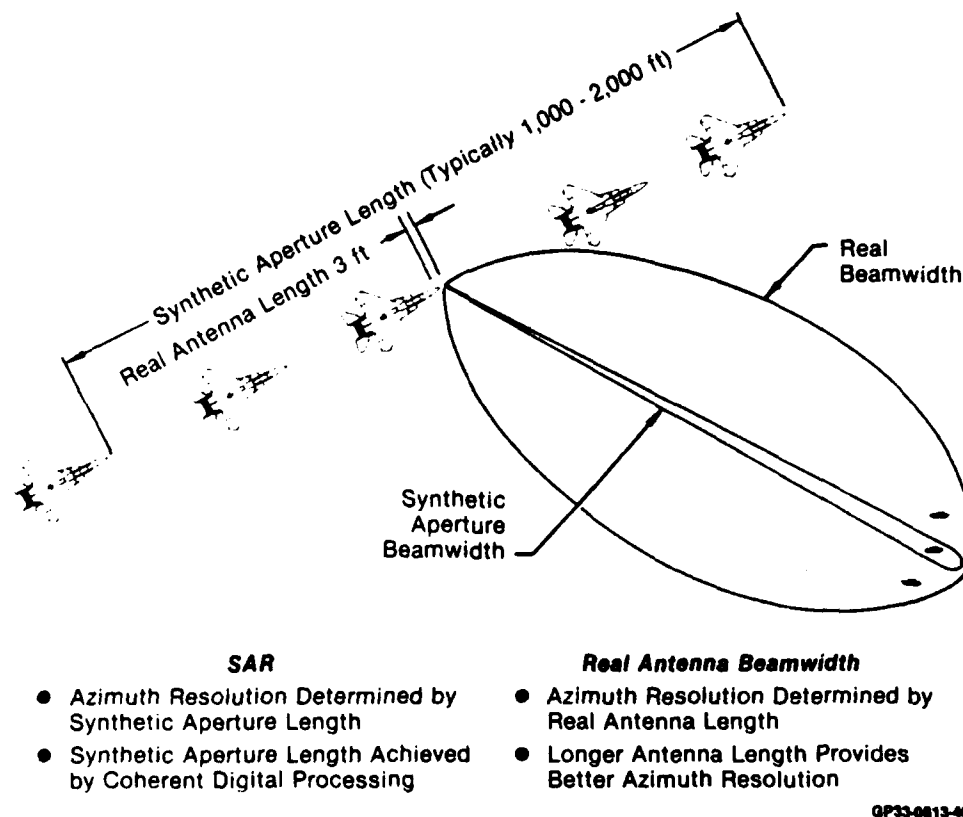 Synthetic Aperture Length (Typically 1,000 - 2,000 ft)
Real Antenna Length 3 ft
Real
Beamwidth
Synthetic
Aperture
Beamwidth
SAR
● Azimuth Resolution Determined by
Synthetic Aperture Length
● Synthetic Aperture Length Achieved
by Coherent Digital Processing
Real Antenna Beamwidth
● Azimuth Resolution Determined by
Real Antenna Length
● Longer Antenna Length Provides
Better Azimuth Resolution